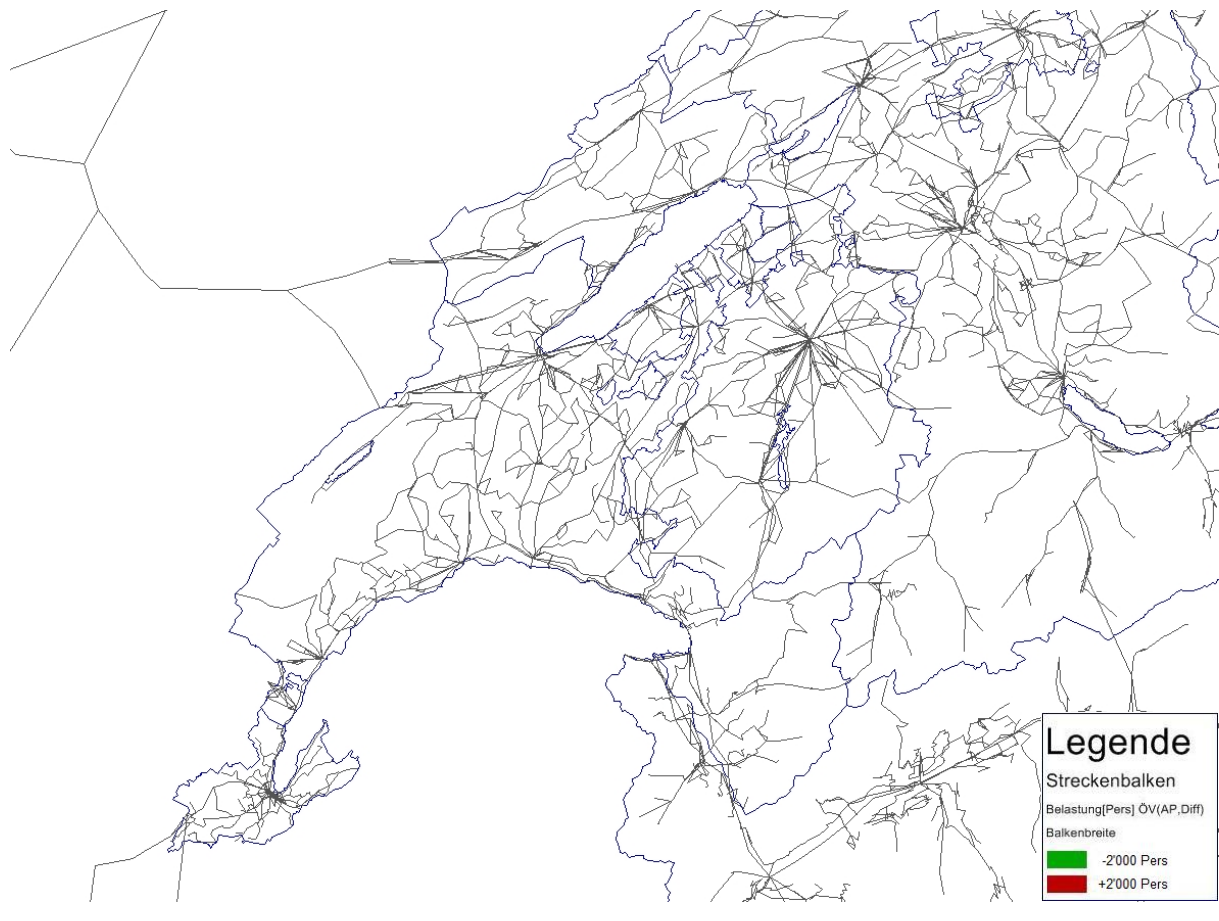 Legende
Streckenbalken
Belastung[Pers] ÖV(AP,Diff)
Balkenbreite
-2'000 Pers
+2'000 Pers